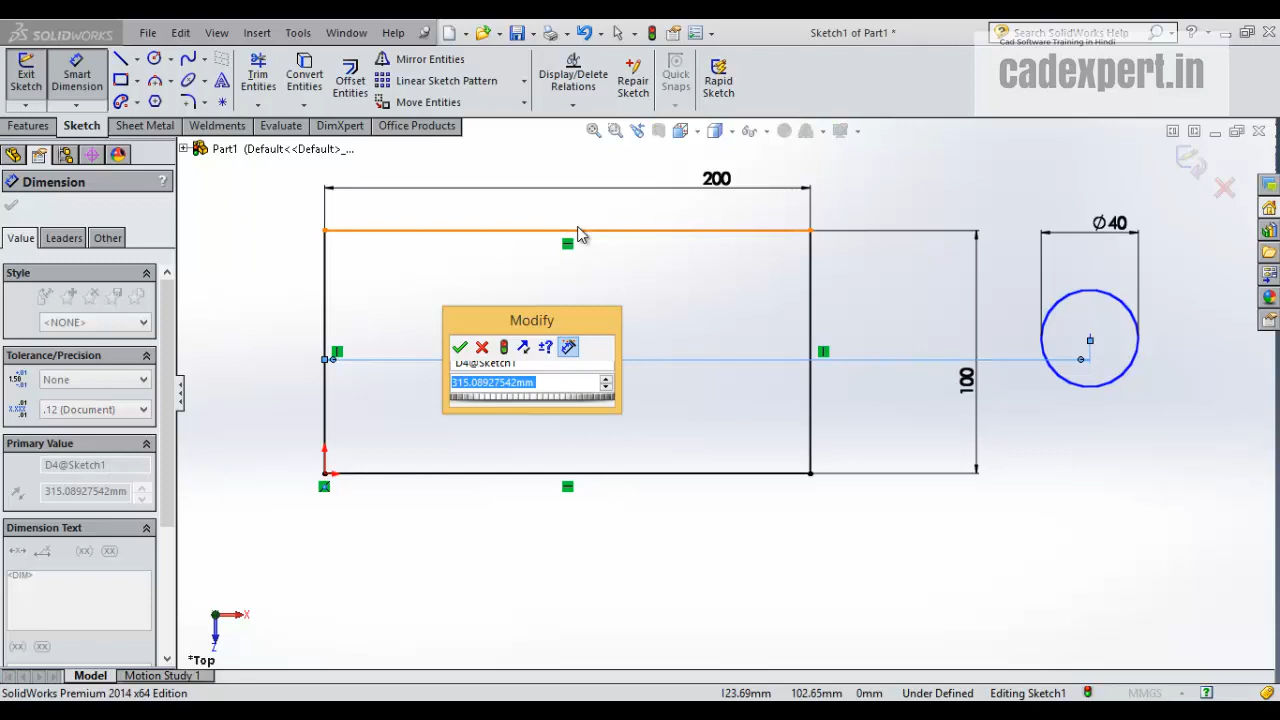 SOLIDWORKS File Edit View Insert Tools Window Help Sketch1 of Part1 * Search SolidWorks Help
Cad Software Training in Hindi
cadexpert.in
Exit Sketch
Smart Dimension
Trim Entities
Convert Entities
Offset Entities
Mirror Entities
Linear Sketch Pattern
Move Entities
Display/Delete Relations
Repair Sketch
Quick Snaps
Rapid Sketch
Features Sketch Sheet Metal Weldments Evaluate DimXpert Office Products
Part1 (Default<<Default>_...
Dimension ?
Value Leaders Other
Style
<NONE>
Tolerance/Precision
None
.12 (Document)
Primary Value
D4@Sketch1
315.08927542mm
Dimension Text
<DIM>
(xx) (xx)
200
Ø40
100
Modify
D4@Sketch1
315.08927542mm
X
Z
*Top
Model Motion Study 1
SolidWorks Premium 2014 x64 Edition 123.69mm 102.65mm 0mm Under Defined Editing Sketch1 MMGS